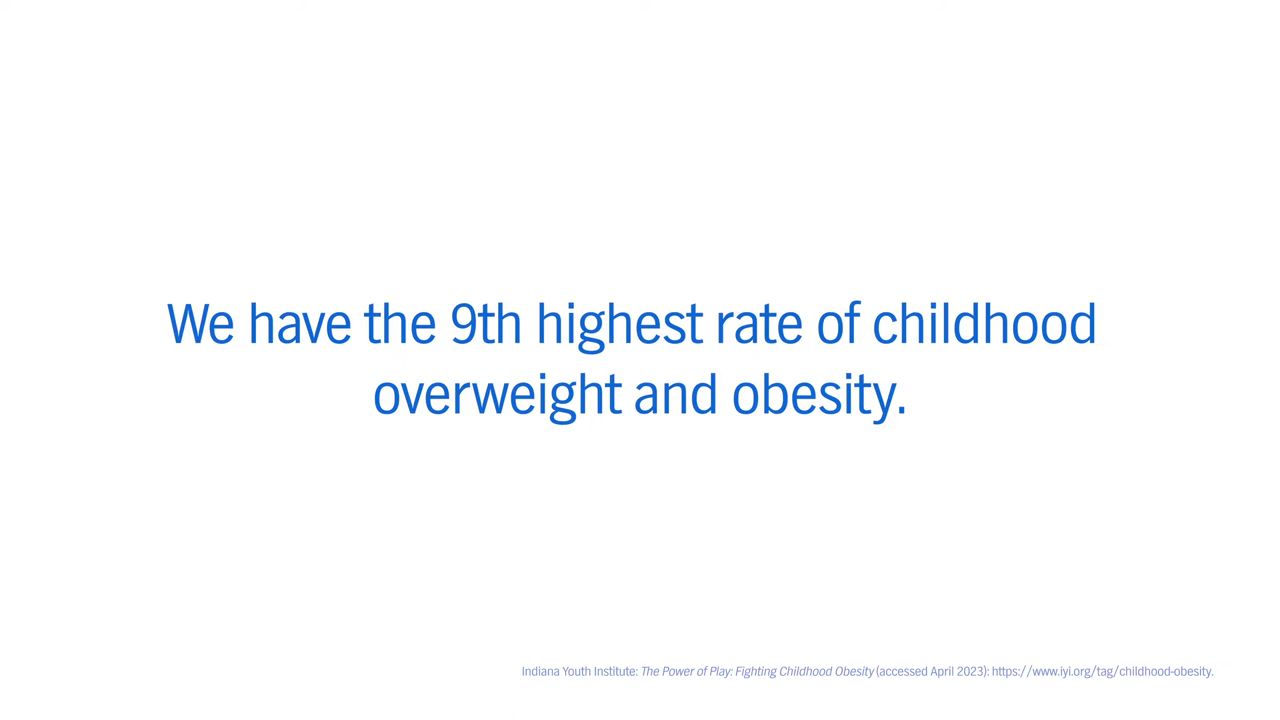 We have the 9th highest rate of childhood
overweight and obesity.
Indiana Youth Institute: The Power of Play: Fighting Childhood Obesity (accessed April 2023): https://www.iyi.org/tag/childhood-obesity.